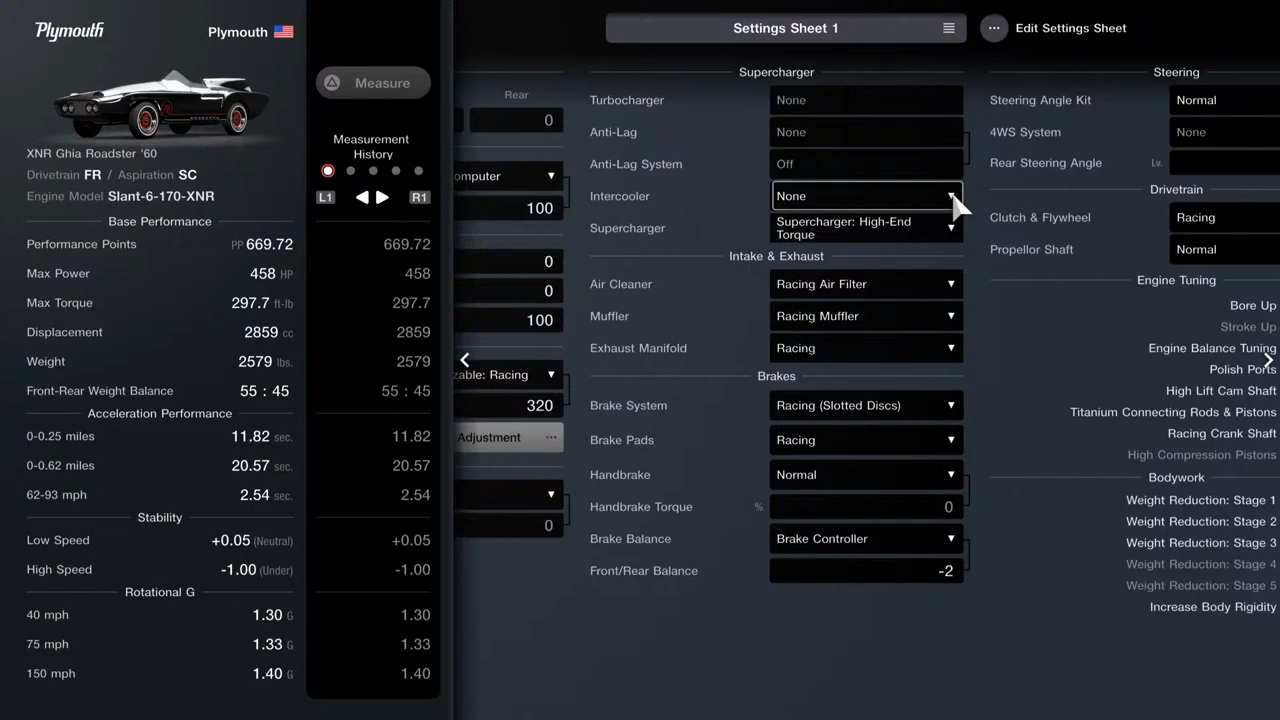 Plymouth
Plymouth
XNR Ghia Roadster '60
Drivetrain FR / Aspiration SC
Engine Model Slant-6-170-XNR
Base Performance
Performance Points PP 669.72
Max Power 458 HP
Max Torque 297.7 ft-lb
Displacement 2859 cc
Weight 2579 lbs.
Front-Rear Weight Balance 55 : 45
Acceleration Performance
0-0.25 miles 11.82 sec.
0-0.62 miles 20.57 sec.
62-93 mph 2.54 sec.
Stability
Low Speed +0.05 (Neutral)
High Speed -1.00 (Under)
Rotational G
40 mph 1.30 G
75 mph 1.33 G
150 mph 1.40 G
Measure
Measurement
History
L1 R1
669.72
458
297.7
2859
2579
55 : 45
11.82
20.57
2.54
+0.05
-1.00
1.30
1.33
1.40
Settings Sheet 1
Edit Settings Sheet
Rear
0
omputer
100
0
0
100
zable: Racing
320
Adjustment
0
Supercharger
Turbocharger None
Anti-Lag None
Anti-Lag System Off
Intercooler None
Supercharger Supercharger: High-End
Torque
Intake & Exhaust
Air Cleaner Racing Air Filter
Muffler Racing Muffler
Exhaust Manifold Racing
Brakes
Brake System Racing (Slotted Discs)
Brake Pads Racing
Handbrake Normal
Handbrake Torque % 0
Brake Balance Brake Controller
Front/Rear Balance -2
Steering
Steering Angle Kit Normal
4WS System None
Rear Steering Angle Lv.
Drivetrain
Clutch & Flywheel Racing
Propellor Shaft Normal
Engine Tuning
Bore Up
Stroke Up
Engine Balance Tuning
Polish Ports
High Lift Cam Shaft
Titanium Connecting Rods & Pistons
Racing Crank Shaft
High Compression Pistons
Bodywork
Weight Reduction: Stage 1
Weight Reduction: Stage 2
Weight Reduction: Stage 3
Weight Reduction: Stage 4
Weight Reduction: Stage 5
Increase Body Rigidity